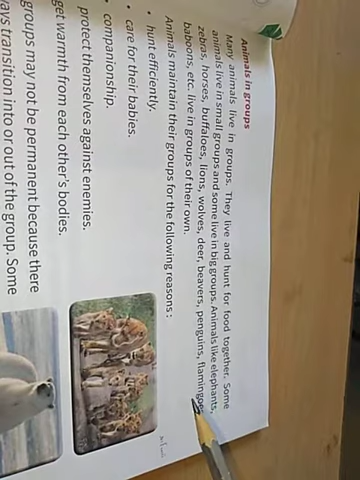 Animals in groups
Many animals live in groups. They live and hunt for food together. Some
animals live in small groups and some live in big groups. Animals like elephants,
zebras, horses, buffaloes, lions, wolves, deer, beavers, penguins, flamingoe
baboons, etc. live in groups of their own.
Animals maintain their groups for the following reasons :
• hunt efficiently.
• care for their babies.
• companionship.
protect themselves against enemies.
get warmth from each other's bodies.
groups may not be permanent because there
ways transition into or out of the group. Some